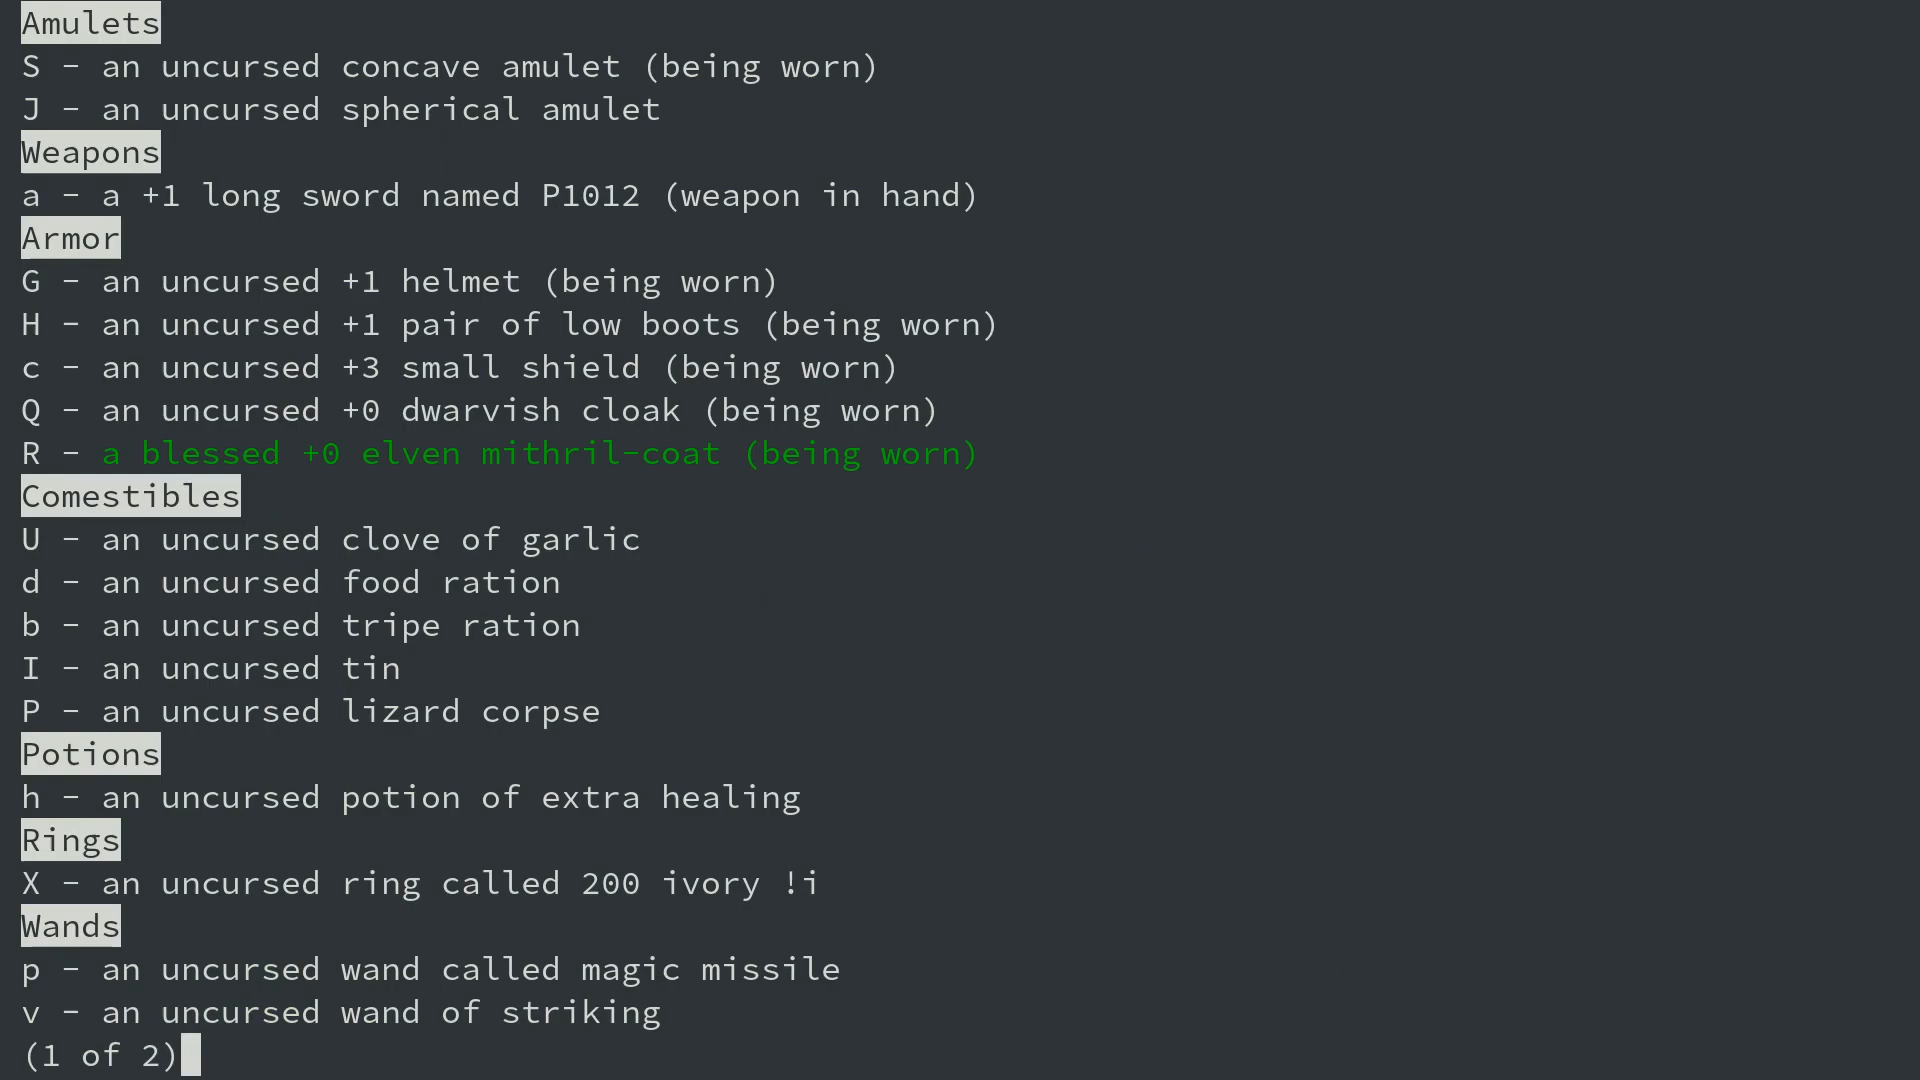 Amulets
S - an uncursed concave amulet (being worn)
J - an uncursed spherical amulet
Weapons
a - a +1 long sword named P1012 (weapon in hand)
Armor
G - an uncursed +1 helmet (being worn)
H - an uncursed +1 pair of low boots (being worn)
c - an uncursed +3 small shield (being worn)
Q - an uncursed +0 dwarvish cloak (being worn)
R - a blessed +0 elven mithril-coat (being worn)
Comestibles
U - an uncursed clove of garlic
d - an uncursed food ration
b - an uncursed tripe ration
I - an uncursed tin
P - an uncursed lizard corpse
Potions
h - an uncursed potion of extra healing
Rings
X - an uncursed ring called 200 ivory !i
Wands
p - an uncursed wand called magic missile
v - an uncursed wand of striking
(1 of 2)